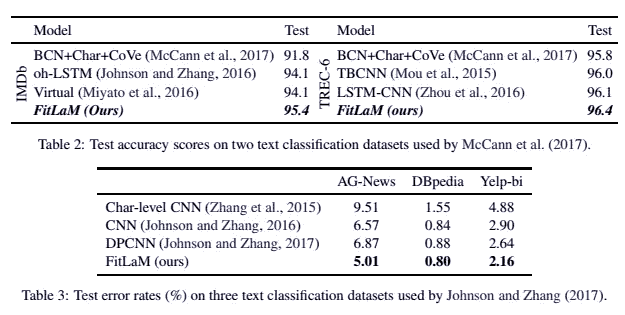 Model Test Model Test
IMDb
BCN+Char+CoVe (McCann et al., 2017) 91.8
oh-LSTM (Johnson and Zhang, 2016) 94.1
Virtual (Miyato et al., 2016) 94.1
FitLaM (Ours) 95.4
TREC-6
BCN+Char+CoVe (McCann et al., 2017) 95.8
TBCNN (Mou et al., 2015) 96.0
LSTM-CNN (Zhou et al., 2016) 96.1
FitLaM (ours) 96.4
Table 2: Test accuracy scores on two text classification datasets used by McCann et al. (2017).
AG-News DBpedia Yelp-bi
Char-level CNN (Zhang et al., 2015) 9.51 1.55 4.88
CNN (Johnson and Zhang, 2016) 6.57 0.84 2.90
DPCNN (Johnson and Zhang, 2017) 6.87 0.88 2.64
FitLaM (ours) 5.01 0.80 2.16
Table 3: Test error rates (%) on three text classification datasets used by Johnson and Zhang (2017).